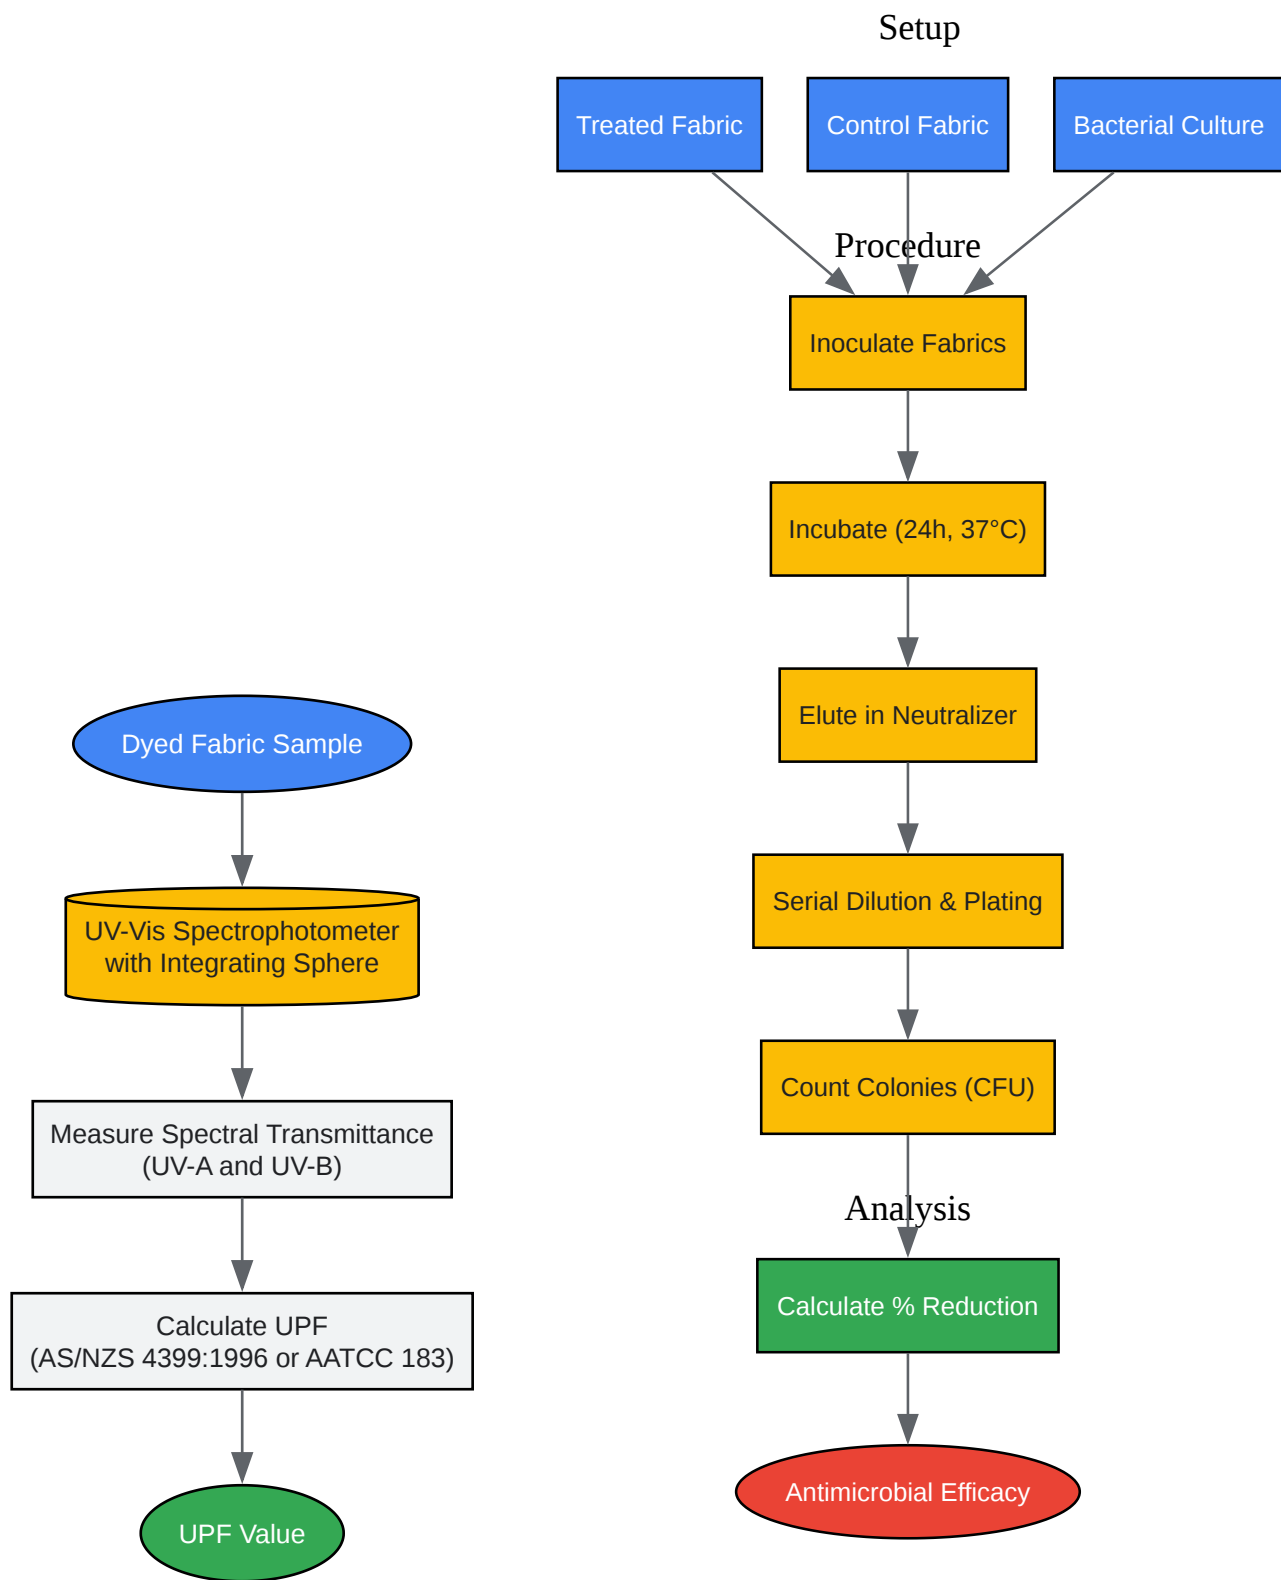 Setup
Treated Fabric
Control Fabric
Bacterial Culture
Procedure
Inoculate Fabrics
Incubate (24h, 37°C)
Elute in Neutralizer
Serial Dilution & Plating
Count Colonies (CFU)
Analysis
Calculate % Reduction
Antimicrobial Efficacy
Dyed Fabric Sample
UV-Vis Spectrophotometer
with Integrating Sphere
Measure Spectral Transmittance
(UV-A and UV-B)
Calculate UPF
(AS/NZS 4399:1996 or AATCC 183)
UPF Value